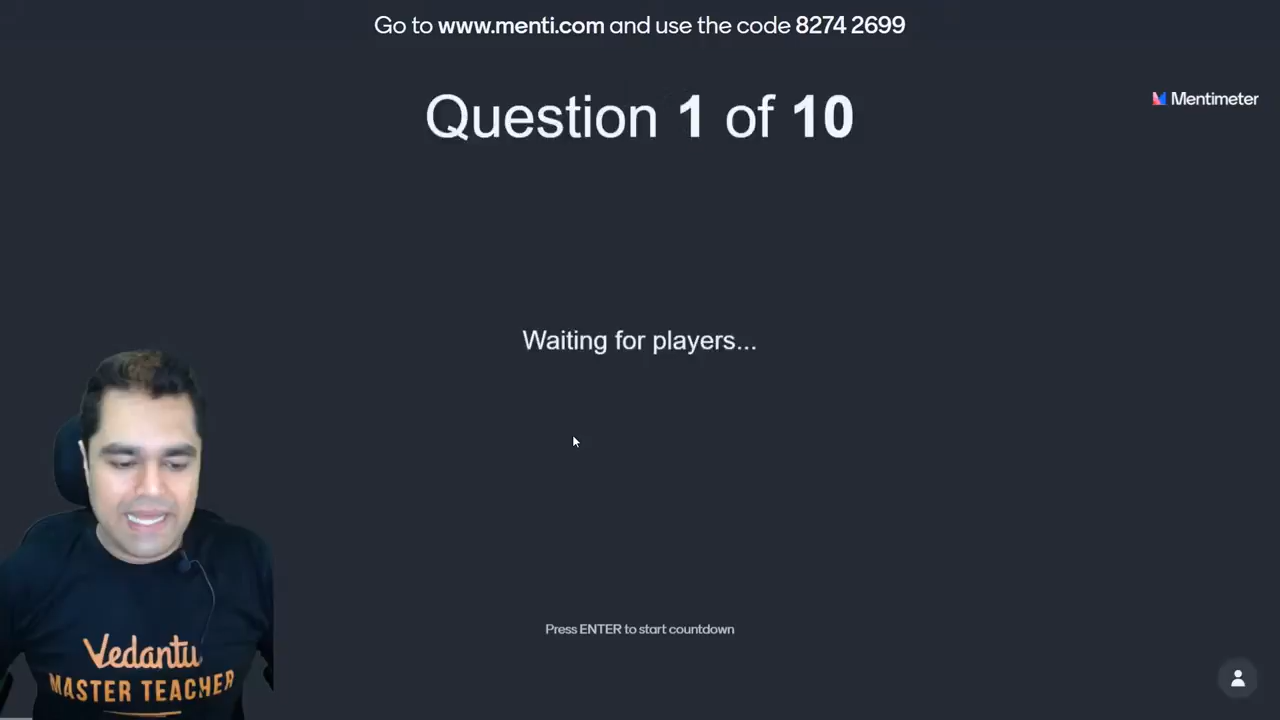 Go to www.menti.com and use the code 8274 2699
Mentimeter
Question 1 of 10
Waiting for players...
Press ENTER to start countdown
Vedantu
MASTER TEACHER